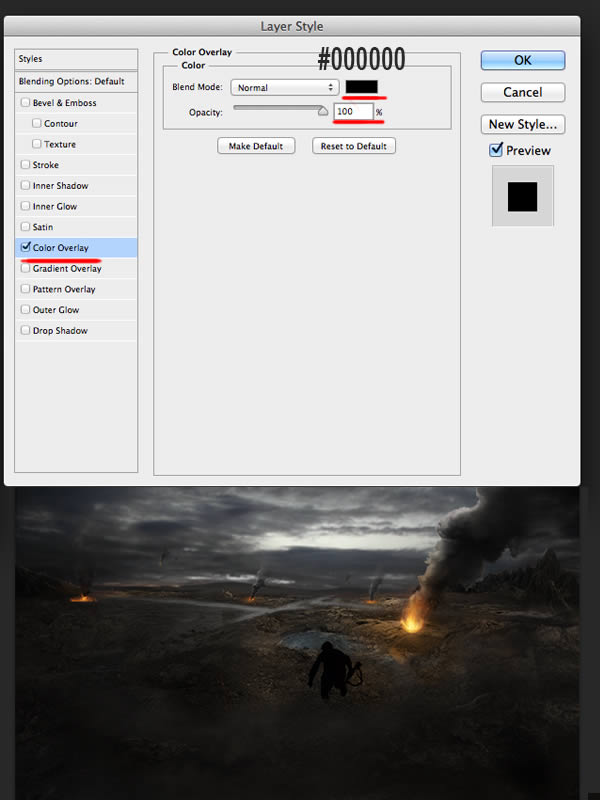 Layer Style
Styles
Blending Options: Default
Bevel & Emboss
Contour
Texture
Stroke
Inner Shadow
Inner Glow
Satin
Color Overlay
Gradient Overlay
Pattern Overlay
Outer Glow
Drop Shadow
Color Overlay
#000000
Color
Blend Mode: Normal
Opacity: 100 %
Make Default Reset to Default
OK
Cancel
New Style...
Preview